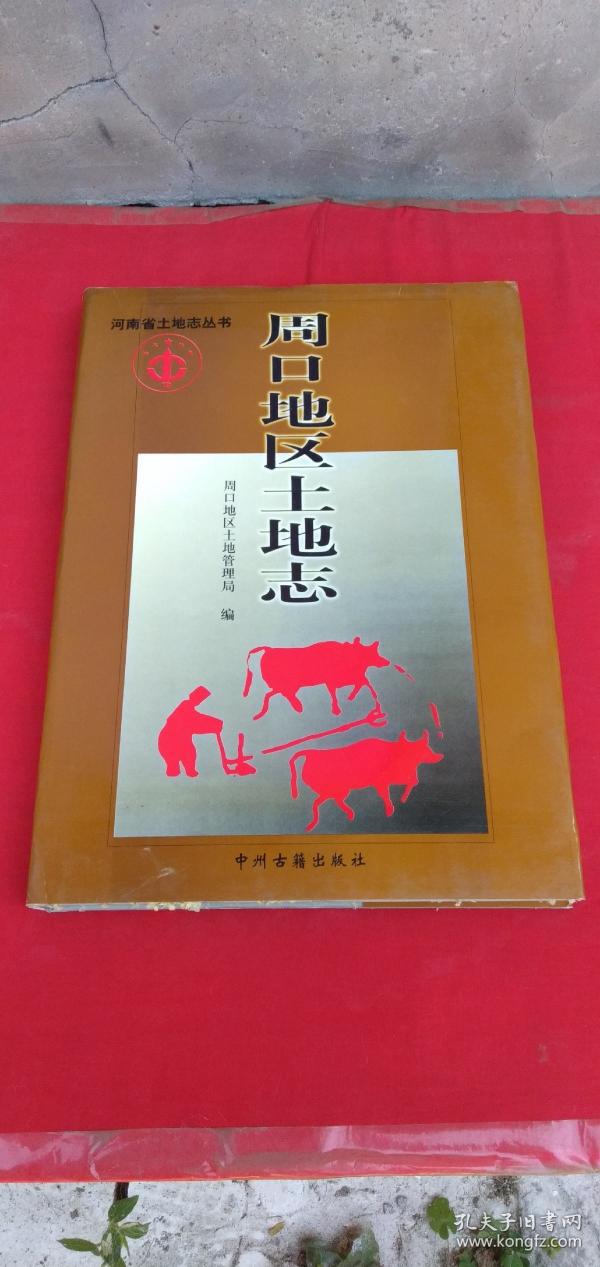 河南省土地志丛书
周口地区土地志
周口地区土地管理局 编
中州古籍出版社
孔夫子旧书网
www.kongfz.com